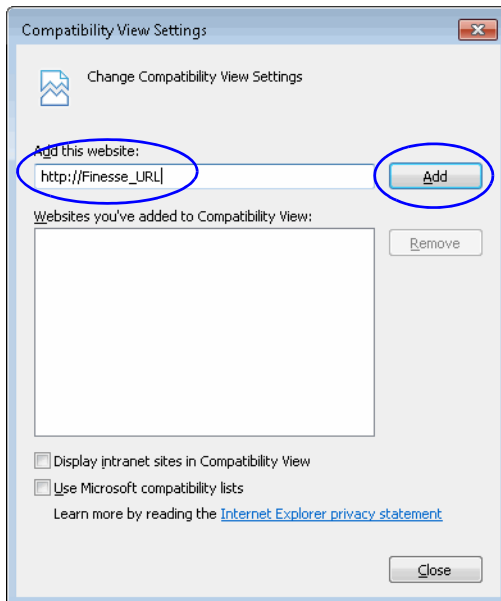 Compatibility View Settings
Change Compatibility View Settings
Add this website:
http://Finesse_URL
Add
Websites you've added to Compatibility View:
Remove
Display intranet sites in Compatibility View
Use Microsoft compatibility lists
Learn more by reading the Internet Explorer privacy statement
Close